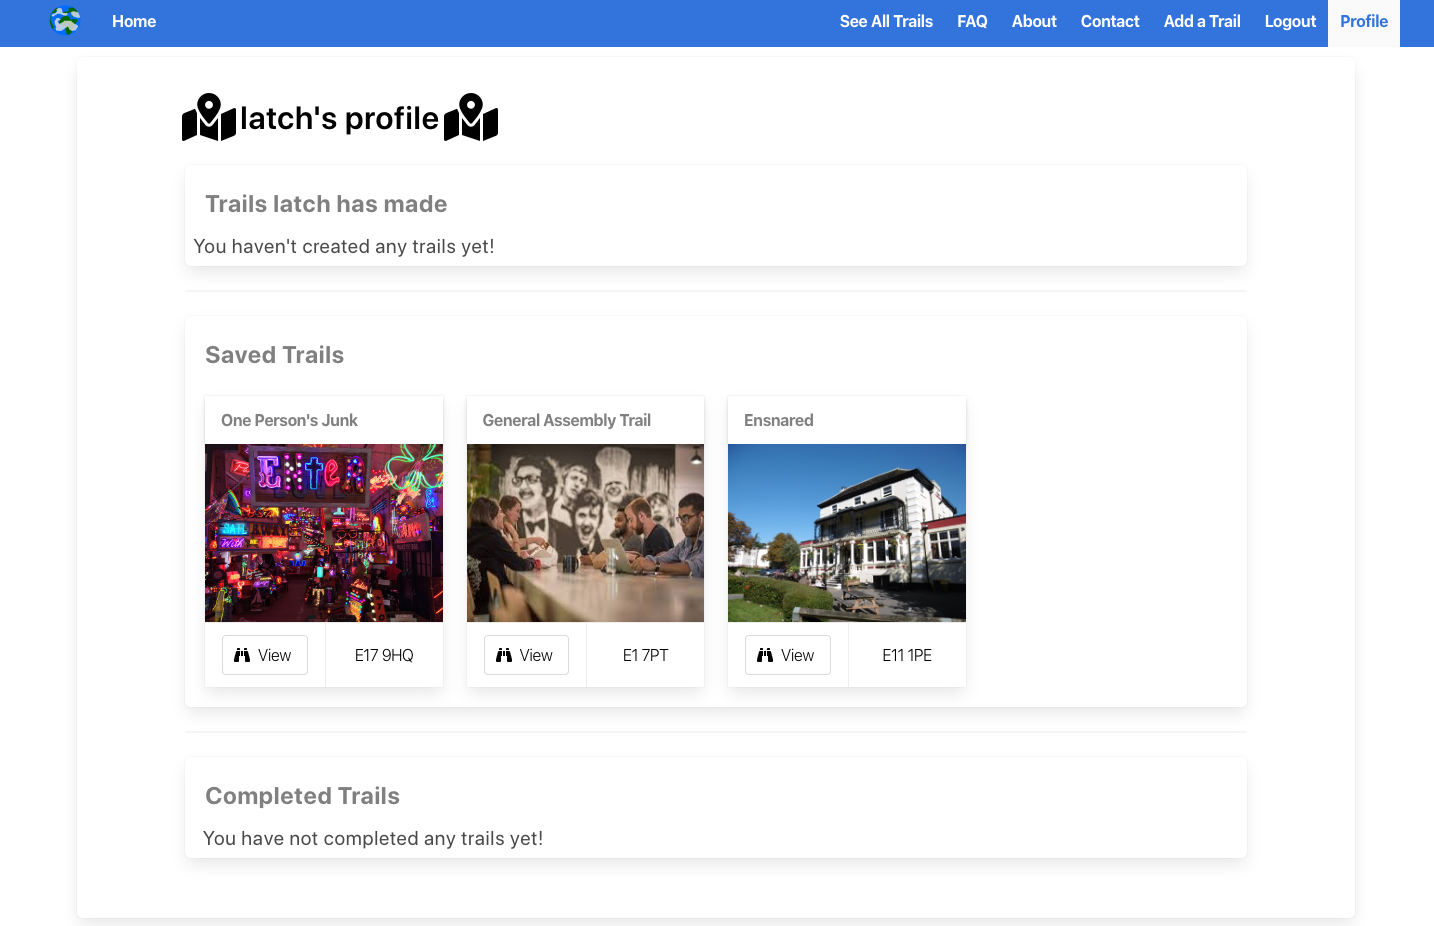 Home
See All Trails
FAQ
About
Contact
Add a Trail
Logout
Profile
latch's profile
Trails latch has made
You haven't created any trails yet!
Saved Trails
One Person's Junk
General Assembly Trail
Ensnared
ENTER
View
E17 9HQ
View
E1 7PT
View
E11 1PE
Completed Trails
You have not completed any trails yet!